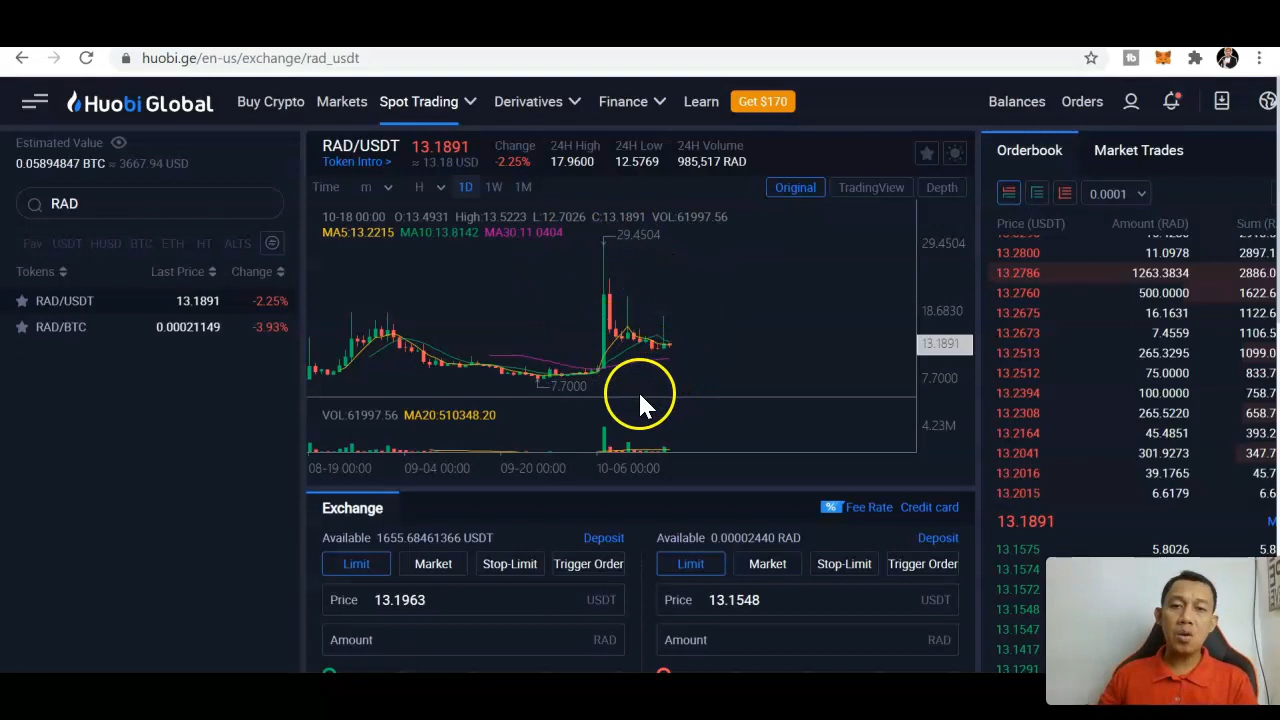 huobi.ge/en-us/exchange/rad_usdt
Huobi Global Buy Crypto Markets Spot Trading Derivatives Finance Learn Get $170 Balances Orders
Estimated Value
0.05894847 BTC ≈ 3667.94 USD
RAD
Fav USDT HUSD BTC ETH HT ALTS
Tokens Last Price Change
RAD/USDT 13.1891 -2.25%
RAD/BTC 0.00021149 -3.93%
RAD/USDT 13.1891 Change 24H High 24H Low 24H Volume
Token Intro > ≈ 13.18 USD -2.25% 17.9600 12.5769 985,517 RAD
Time m H 1D 1W 1M Original TradingView Depth
10-18 00:00 O:13.4931 High:13.5223 L:12.7026 C:13.1891 VOL:61997.56
MA5:13.2215 MA10:13.8142 MA30:11.0404
29.4504
29.4504
18.6830
13.1891
7.7000
7.7000
VOL:61997.56 MA20:510348.20
4.23M
08-19 00:00 09-04 00:00 09-20 00:00 10-06 00:00
Exchange % Fee Rate Credit card
Available 1655.68461366 USDT Deposit Available 0.00002440 RAD Deposit
Limit Market Stop-Limit Trigger Order Limit Market Stop-Limit Trigger Order
Price 13.1963 USDT Price 13.1548 USDT
Amount RAD Amount RAD
Orderbook Market Trades
0.0001
Price (USDT) Amount (RAD) Sum (R
13.2800 11.0978 2897.1
13.2786 1263.3834 2886.0
13.2760 500.0000 1622.6
13.2675 16.1631 1122.6
13.2673 7.4559 1106.5
13.2513 265.3295 1099.0
13.2512 75.0000 833.7
13.2394 100.0000 758.7
13.2308 265.5220 658.7
13.2164 45.4851 393.2
13.2041 301.9273 347.7
13.2016 39.1765 45.7
13.2015 6.6179 6.6
13.1891 M
13.1575 5.8026 5.8
13.1574
13.1572
13.1548
13.1547
13.1417
13.1291